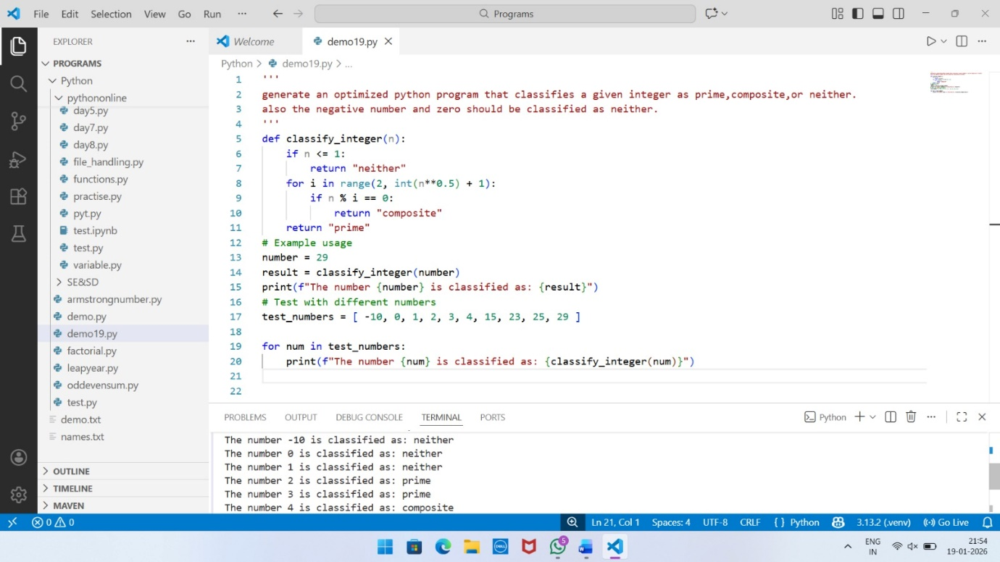 File Edit Selection View Go Run ··· Programs
EXPLORER ···
PROGRAMS
Python
pythononline
day5.py
day7.py
day8.py
file_handling.py
functions.py
practise.py
pyt.py
test.ipynb
test.py
variable.py
SE&SD
armstrongnumber.py
demo.py
demo19.py
factorial.py
leapyear.py
oddevensum.py
test.py
demo.txt
names.txt
OUTLINE
TIMELINE
MAVEN
Welcome demo19.py
Python > demo19.py > ...
1 '''
2 generate an optimized python program that classifies a given integer as prime,composite,or neither.
3 also the negative number and zero should be classified as neither.
4 '''
5 def classify_integer(n):
6 if n <= 1:
7 return "neither"
8 for i in range(2, int(n**0.5) + 1):
9 if n % i == 0:
10 return "composite"
11 return "prime"
12 # Example usage
13 number = 29
14 result = classify_integer(number)
15 print(f"The number {number} is classified as: {result}")
16 # Test with different numbers
17 test_numbers = [ -10, 0, 1, 2, 3, 4, 15, 23, 25, 29 ]
18
19 for num in test_numbers:
20 print(f"The number {num} is classified as: {classify_integer(num)}")
21
22
PROBLEMS OUTPUT DEBUG CONSOLE TERMINAL PORTS Python
The number -10 is classified as: neither
The number 0 is classified as: neither
The number 1 is classified as: neither
The number 2 is classified as: prime
The number 3 is classified as: prime
The number 4 is classified as: composite
0 0 Ln 21, Col 1 Spaces: 4 UTF-8 CRLF { } Python 3.13.2 (.venv) Go Live
DELL 5 ENG IN 21:54 19-01-2026